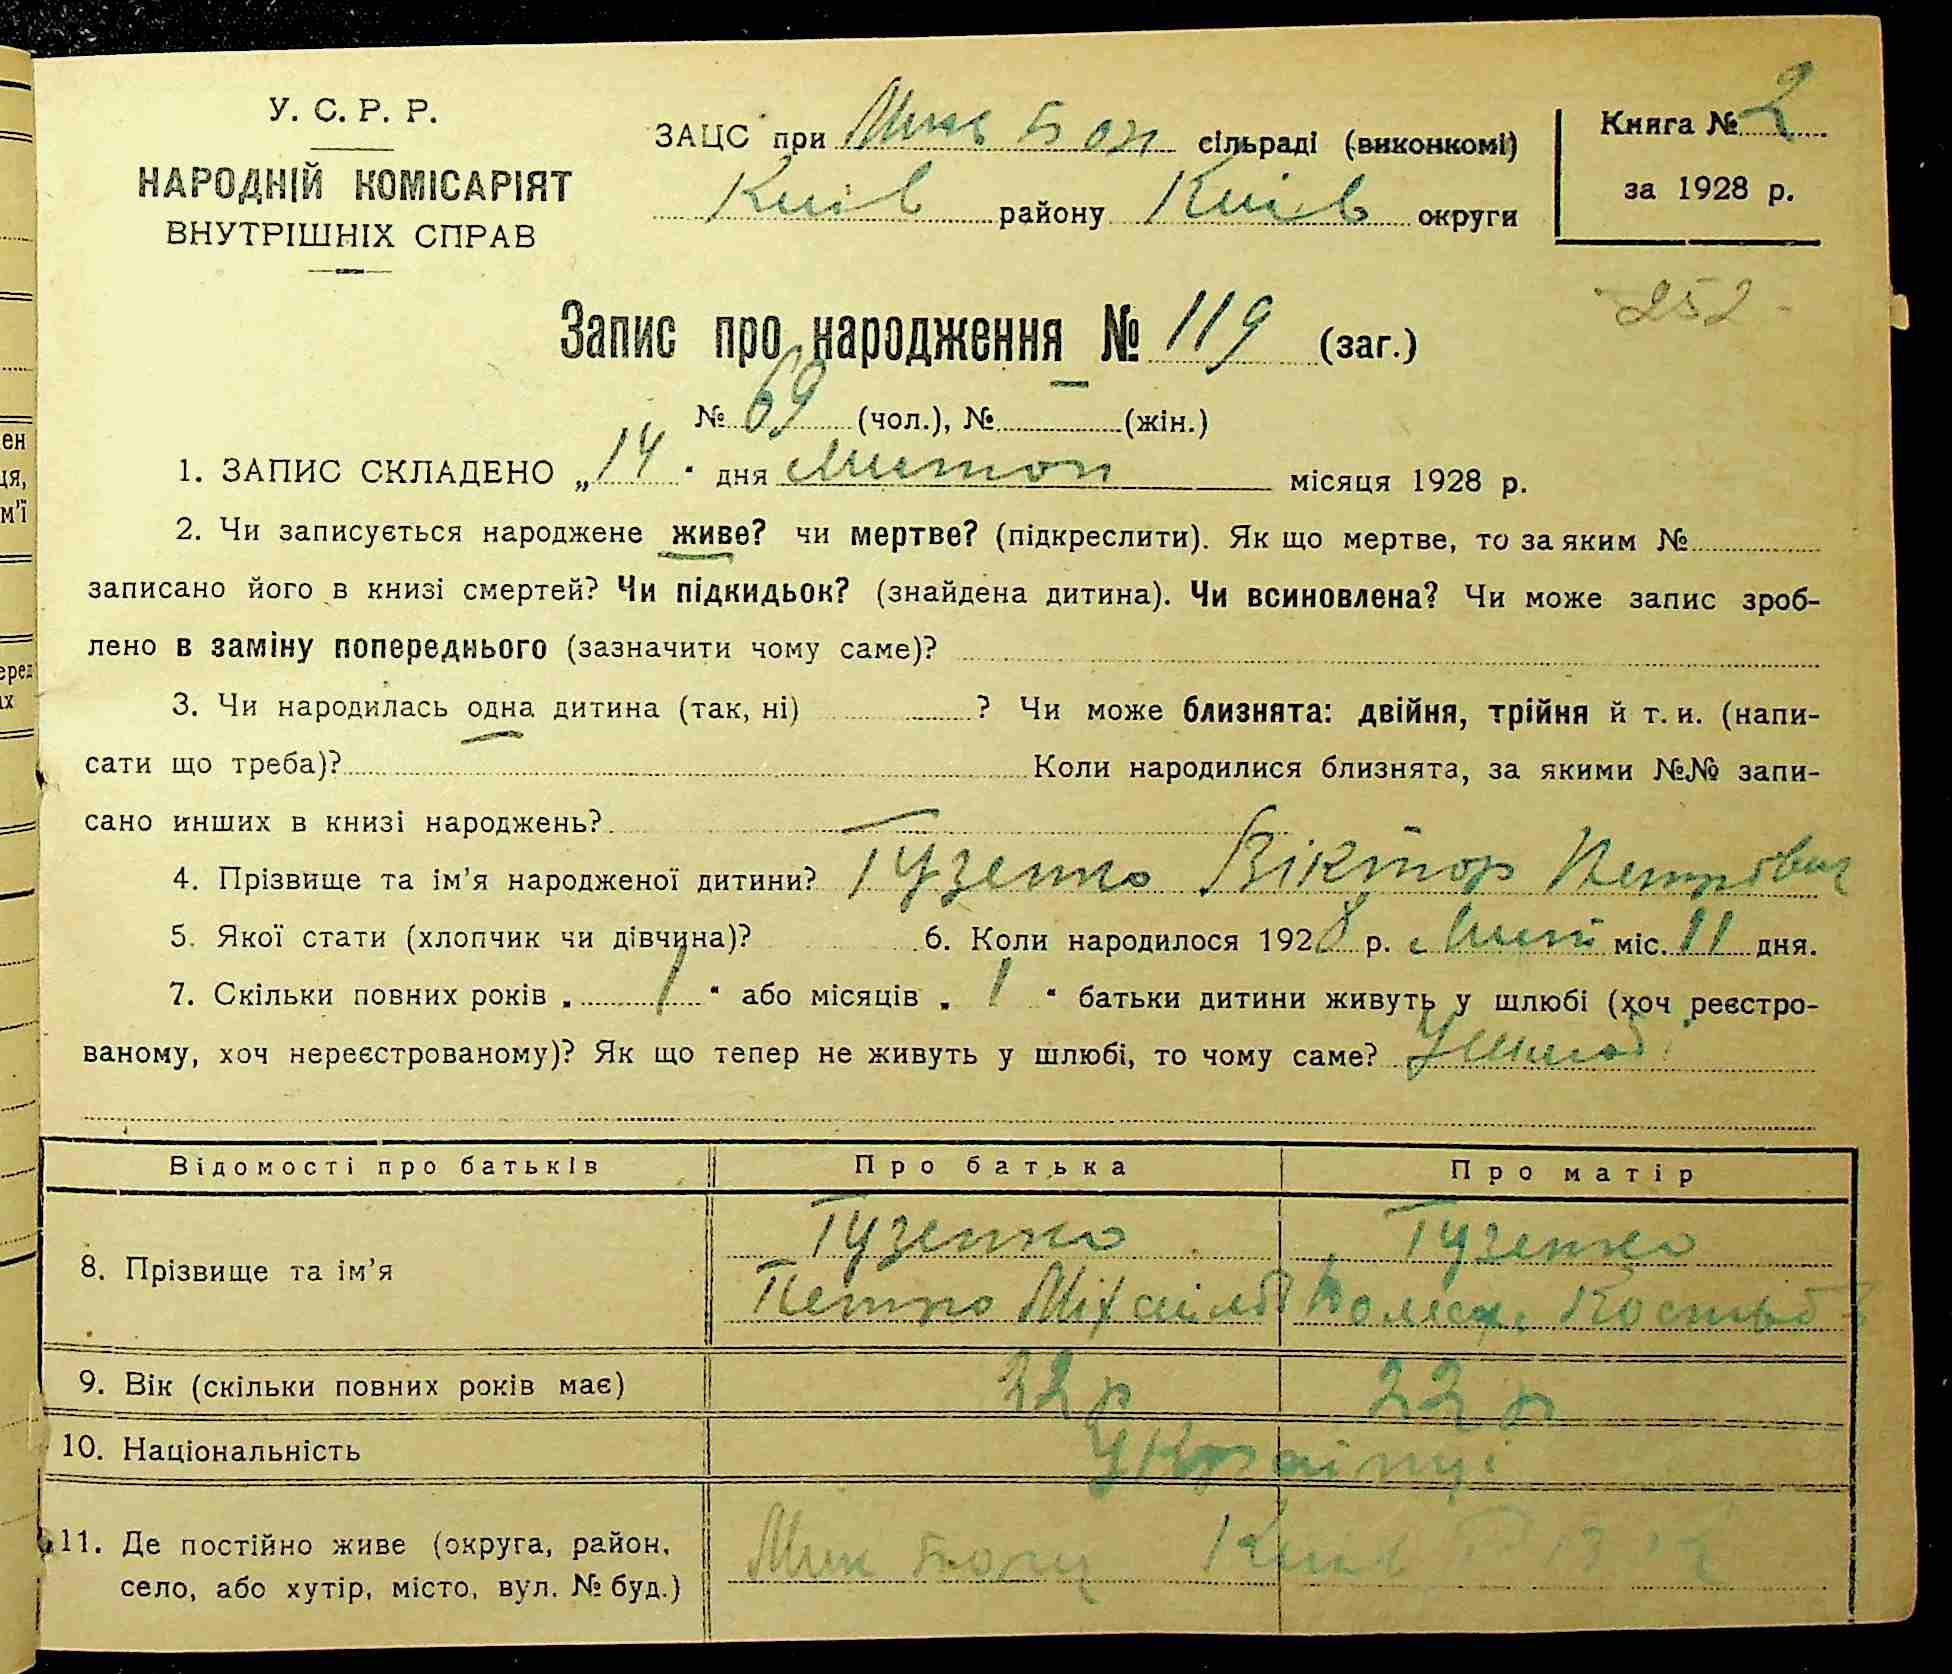 У. С. Р. Р.
НАРОДНІЙ КОМІСАРІЯТ
ВНУТРІШНІХ СПРАВ
ЗАЦС при Мик Бор сільраді (виконкомі)
Київ району Київ округи
Книга № 2
за 1928 р.
252
Запис про народження № 119 (заг.)
№ 69 (чол.), № (жін.)
1. ЗАПИС СКЛАДЕНО „14“ дня Лютого місяця 1928 р.
2. Чи записується народжене живе? чи мертве? (підкреслити). Як що мертве, то за яким №
записано його в книзі смертей? Чи підкидьок? (знайдена дитина). Чи всиновлена? Чи може запис зроб-
лено в заміну попереднього (зазначити чому саме)?
3. Чи народилась одна дитина (так, ні) ? Чи може близнята: двійня, трійня й т. и. (напи-
сати що треба)? Коли народилися близнята, за якими №№ запи-
сано инших в книзі народжень?
4. Прізвище та ім’я народженої дитини? Гузенко Віктор Петрович
5. Якої стати (хлопчик чи дівчина)? 6. Коли народилося 1928 р. міс. 11 дня.
7. Скільки повних років „ 1 “ або місяців „ 1 “ батьки дитини живуть у шлюбі (хоч реєстро-
ваному, хоч нереєстрованому)? Як що тепер не живуть у шлюбі, то чому саме? У шлюбі
Відомості про батьків Про батька Про матір
8. Прізвище та ім’я Гузенко Гузенко
Петро Міхайлов
9. Вік (скільки повних років має) 22 р 22 р
10. Національність Українці
11. Де постійно живе (округа, район,
село, або хутір, місто, вул. № буд.) Мик Київ